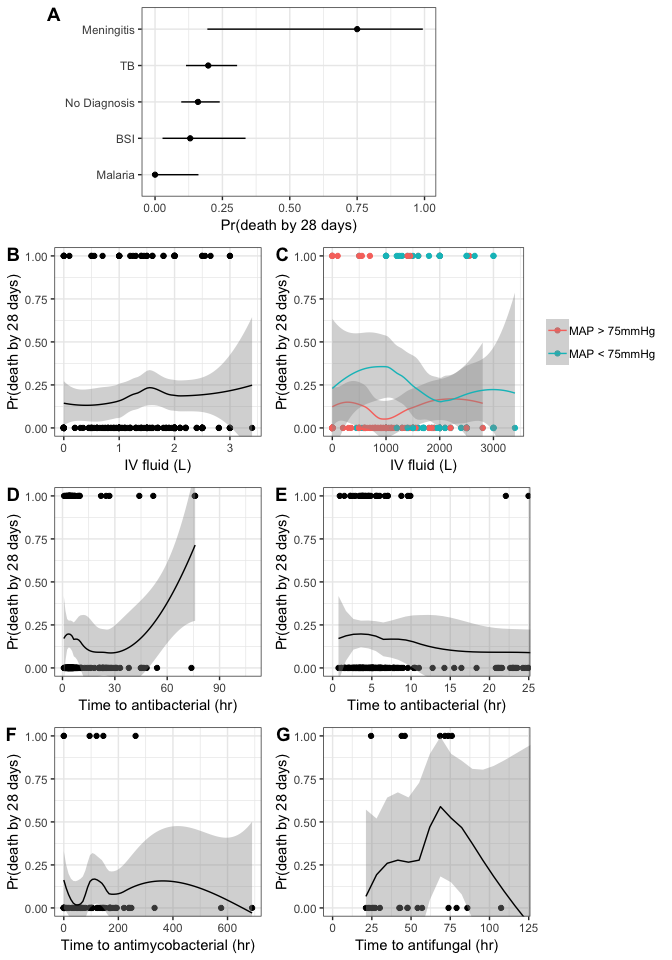 A
Meningitis
TB
No Diagnosis
BSI
Malaria
0.00 0.25 0.50 0.75 1.00
Pr(death by 28 days)
B
Pr(death by 28 days)
1.00
0.75
0.50
0.25
0.00
0 1 2 3
IV fluid (L)
C
Pr(death by 28 days)
1.00
0.75
0.50
0.25
0.00
0 1000 2000 3000
IV fluid (L)
MAP > 75mmHg
MAP < 75mmHg
D
Pr(death by 28 days)
1.00
0.75
0.50
0.25
0.00
0 30 60 90
Time to antibacterial (hr)
E
Pr(death by 28 days)
1.00
0.75
0.50
0.25
0.00
0 5 10 15 20 25
Time to antibacterial (hr)
F
Pr(death by 28 days)
1.00
0.75
0.50
0.25
0.00
0 200 400 600
Time to antimycobacterial (hr)
G
Pr(death by 28 days)
1.00
0.75
0.50
0.25
0.00
0 25 50 75 100 125
Time to antifungal (hr)